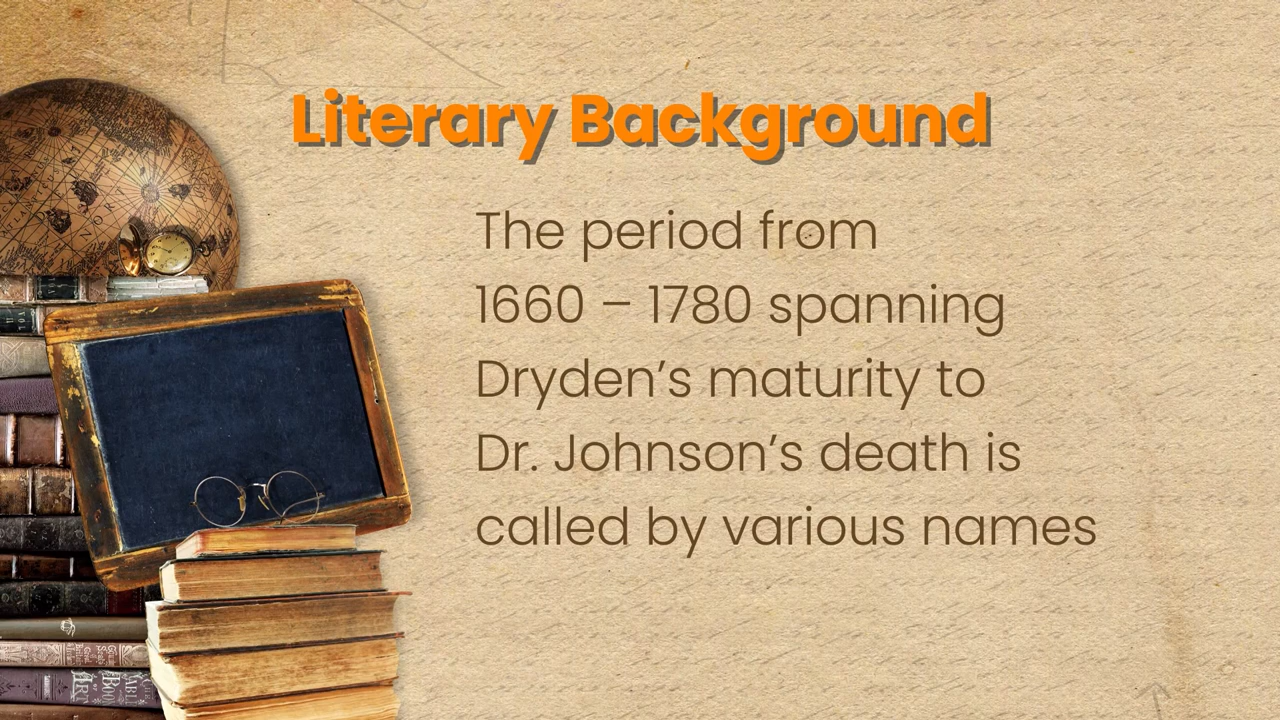 Literary Background
The period from
1660 – 1780 spanning
Dryden’s maturity to
Dr. Johnson’s death is
called by various names